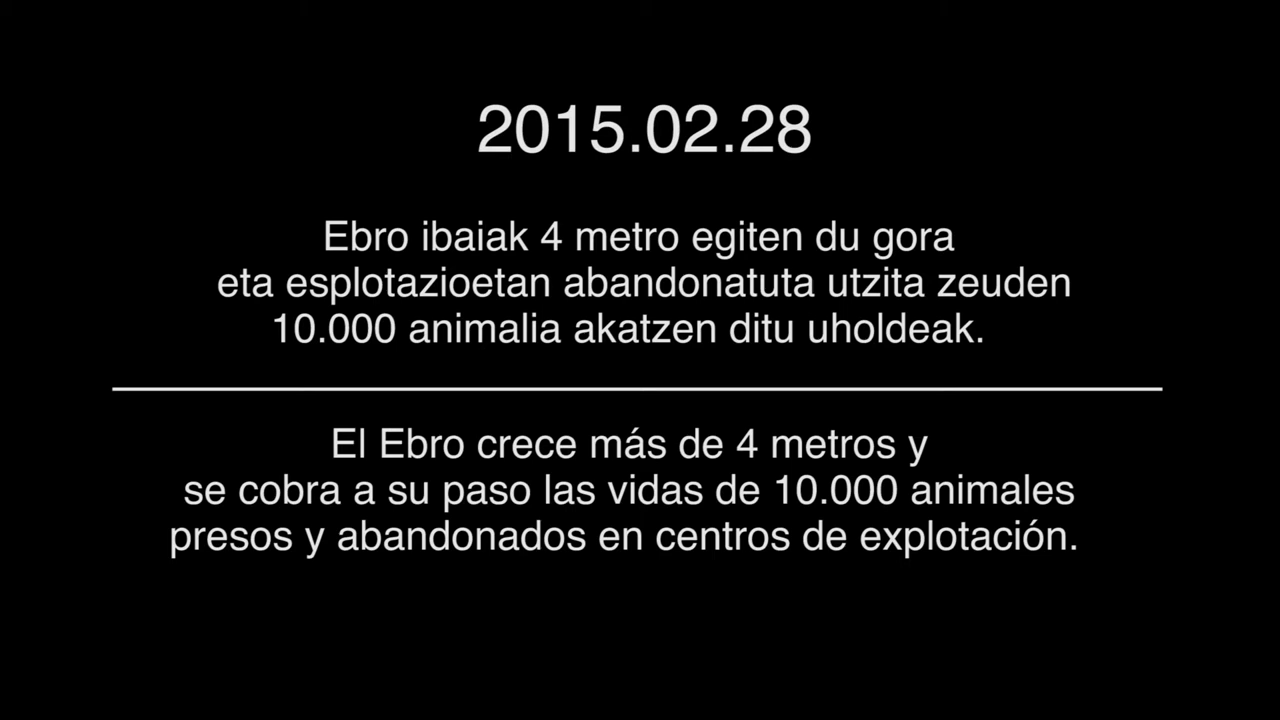 2015.02.28
Ebro ibaiak 4 metro egiten du gora
eta esplotazioetan abandonatuta utzita zeuden
10.000 animalia akatzen ditu uholdeak.
El Ebro crece más de 4 metros y
se cobra a su paso las vidas de 10.000 animales
presos y abandonados en centros de explotación.